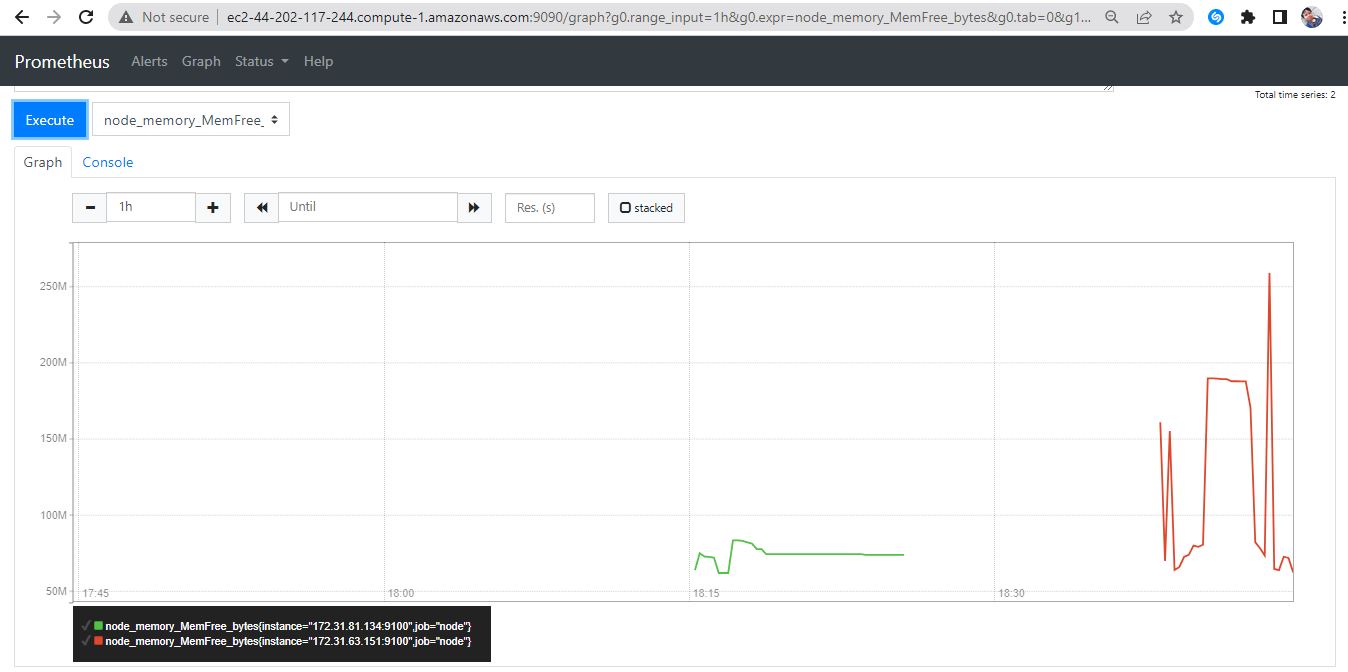 Not secure | ec2-44-202-117-244.compute-1.amazonaws.com:9090/graph?g0.range_input=1h&g0.expr=node_memory_MemFree_bytes&g0.tab=0&g1...
Prometheus Alerts Graph Status Help
Total time series: 2
Execute node_memory_MemFree_
Graph Console
1h Until Res. (s) stacked
250M
200M
150M
100M
50M
17:45 18:00 18:15 18:30
node_memory_MemFree_bytes{instance="172.31.81.134:9100",job="node"}
node_memory_MemFree_bytes{instance="172.31.63.151:9100",job="node"}